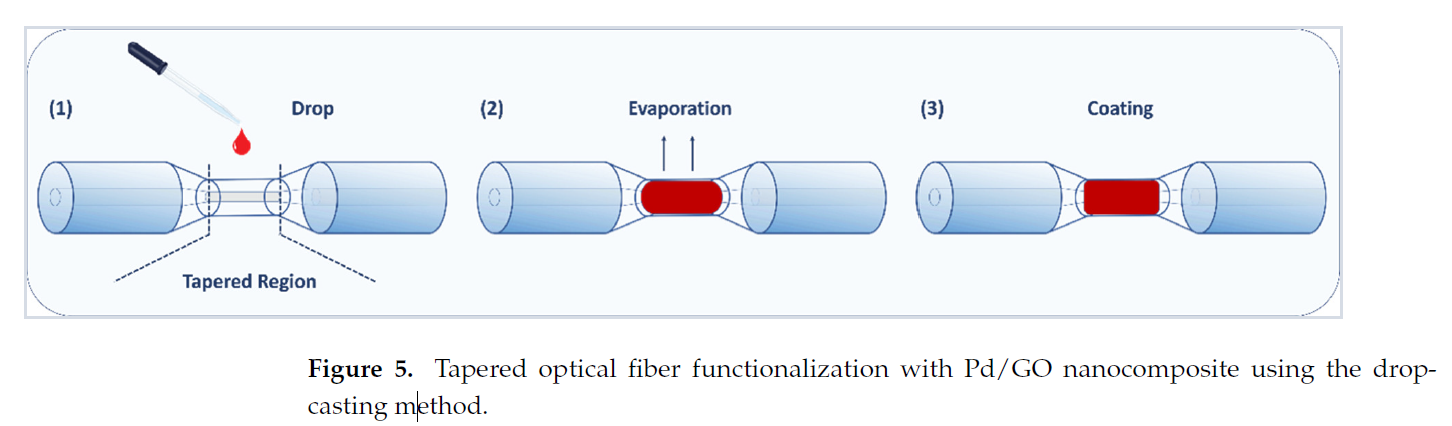 (1) Drop (2) Evaporation (3) Coating
Tapered Region
Figure 5. Tapered optical fiber functionalization with Pd/GO nanocomposite using the drop-
casting method.